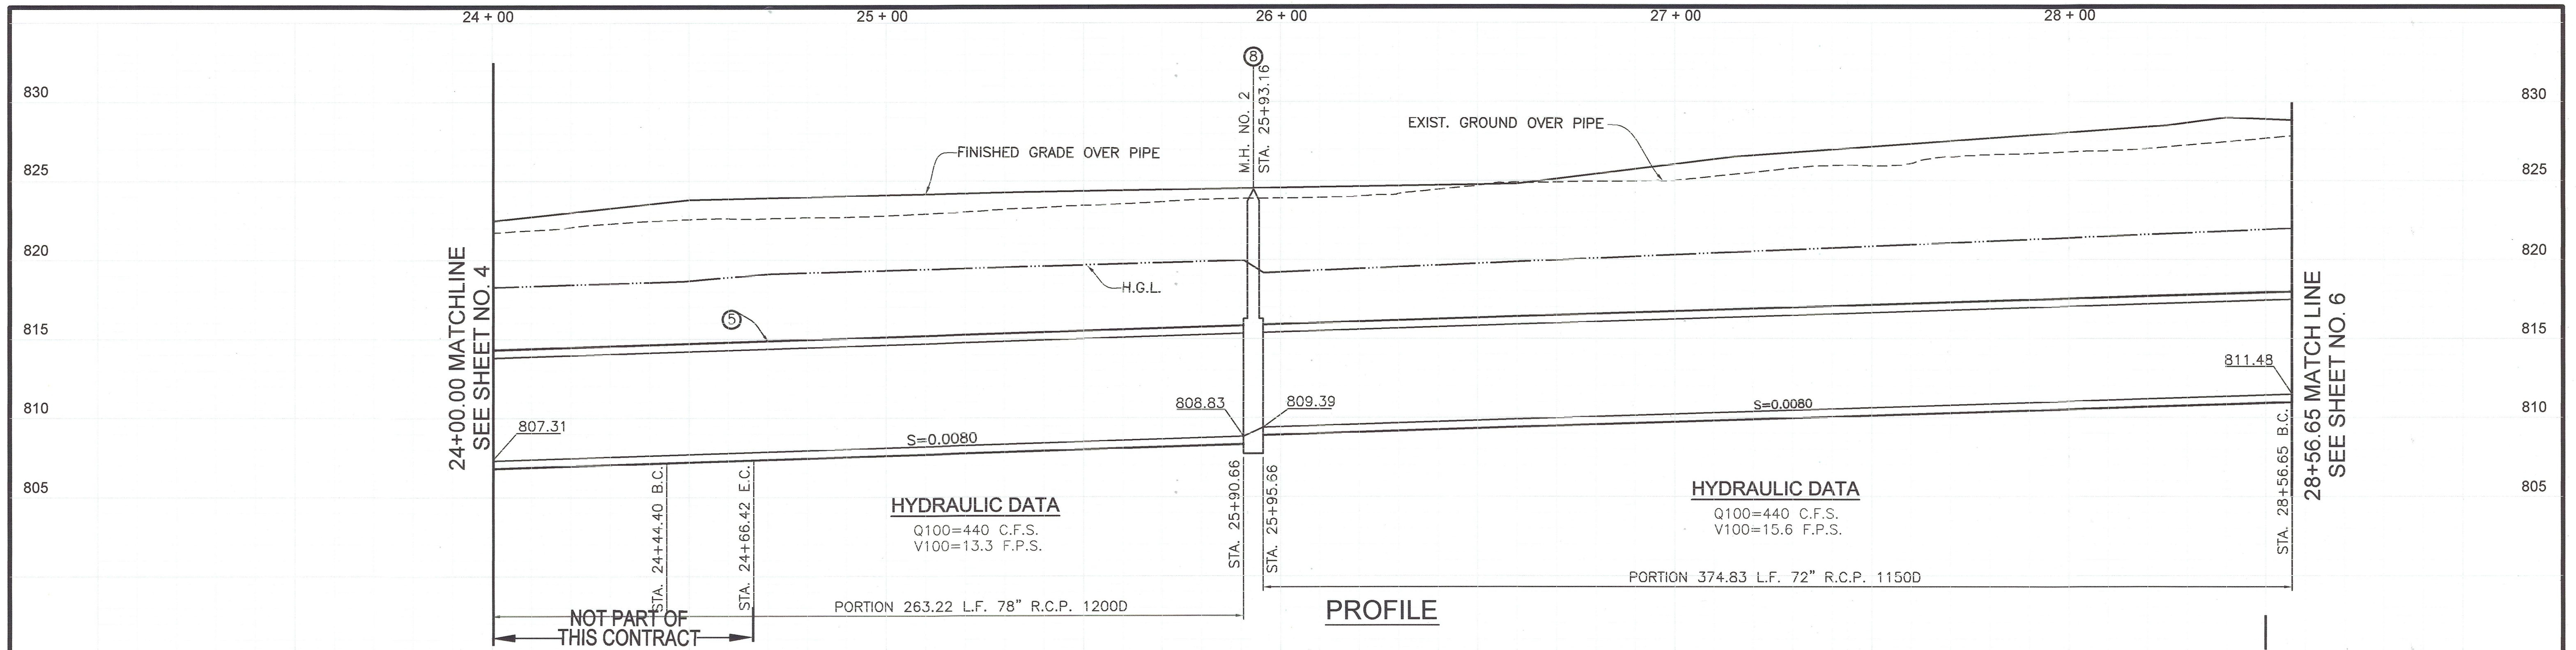 24 + 00
25 + 00
26 + 00
27 + 00
28 + 00
830
825
820
815
810
805
830
825
820
815
810
805
24+00.00 MATCHLINE
SEE SHEET NO. 4
8
M.H. NO. 2
STA. 25+93.16
FINISHED GRADE OVER PIPE
EXIST. GROUND OVER PIPE
H.G.L.
5
807.31
808.83
809.39
811.48
S=0.0080
S=0.0080
28+56.65 MATCH LINE
SEE SHEET NO. 6
STA. 24+44.40 B.C.
STA. 24+66.42 E.C.
HYDRAULIC DATA
Q100=440 C.F.S.
V100=13.3 F.P.S.
STA. 25+90.66
STA. 25+95.66
HYDRAULIC DATA
Q100=440 C.F.S.
V100=15.6 F.P.S.
STA. 28+56.65 B.C.
PORTION 263.22 L.F. 78" R.C.P. 1200D
PORTION 374.83 L.F. 72" R.C.P. 1150D
NOT PART OF
THIS CONTRACT
PROFILE